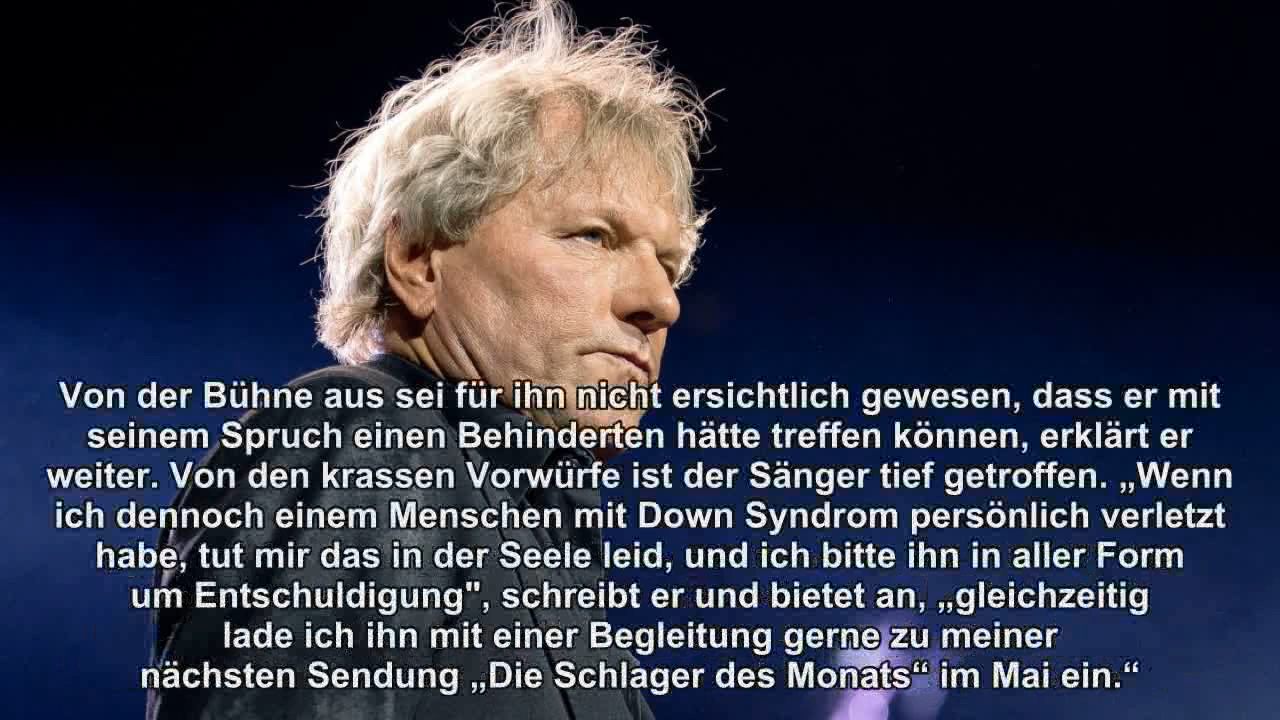 Von der Bühne aus sei für ihn nicht ersichtlich gewesen, dass er mit
seinem Spruch einen Behinderten hätte treffen können, erklärt er
weiter. Von den krassen Vorwürfe ist der Sänger tief getroffen. „Wenn
ich dennoch einem Menschen mit Down Syndrom persönlich verletzt
habe, tut mir das in der Seele leid, und ich bitte ihn in aller Form
um Entschuldigung", schreibt er und bietet an, „gleichzeitig
lade ich ihn mit einer Begleitung gerne zu meiner
nächsten Sendung „Die Schlager des Monats“ im Mai ein.“